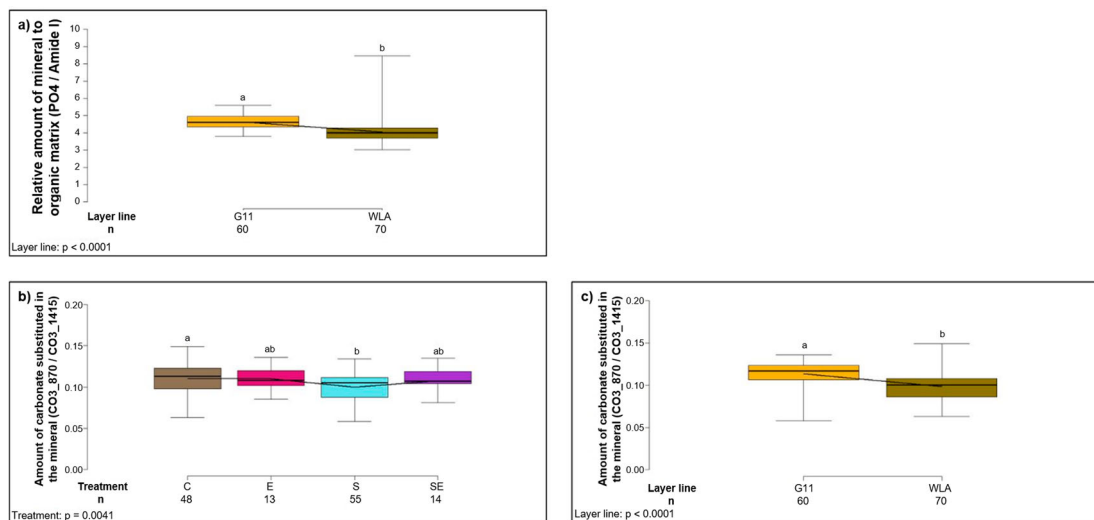 a)
Relative amount of mineral to
organic matrix (PO4 / Amide I)
10
9
8
7
6
5
4
3
2
1
0
a
b
Layer line
G11
WLA
n
60
70
Layer line: p < 0.0001
b)
Amount of carbonate substituted in
the mineral (CO3_870 / CO3_1415)
0.20
0.15
0.10
0.05
0.00
a
ab
b
ab
Treatment
C
E
S
SE
n
48
13
55
14
Treatment: p = 0.0041
c)
Amount of carbonate substituted in
the mineral (CO3_870 / CO3_1415)
0.20
0.15
0.10
0.05
0.00
a
b
Layer line
G11
WLA
n
60
70
Layer line: p < 0.0001